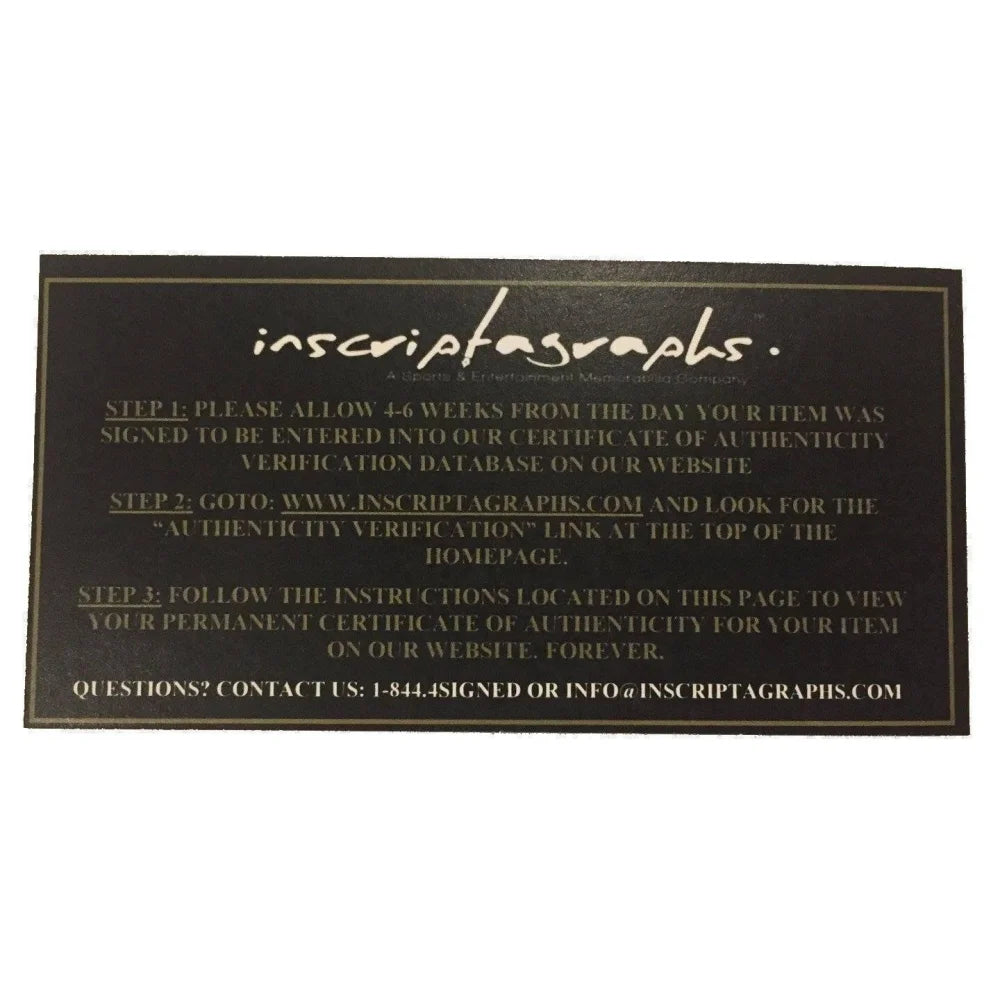 inscriptagraphs.™
A Sports & Entertainment Memorabilia Company
STEP 1: PLEASE ALLOW 4-6 WEEKS FROM THE DAY YOUR ITEM WAS
SIGNED TO BE ENTERED INTO OUR CERTIFICATE OF AUTHENTICITY
VERIFICATION DATABASE ON OUR WEBSITE
STEP 2: GOTO: WWW.INSCRIPTAGRAPHS.COM AND LOOK FOR THE
“AUTHENTICITY VERIFICATION” LINK AT THE TOP OF THE
HOMEPAGE.
STEP 3: FOLLOW THE INSTRUCTIONS LOCATED ON THIS PAGE TO VIEW
YOUR PERMANENT CERTIFICATE OF AUTHENTICITY FOR YOUR ITEM
ON OUR WEBSITE. FOREVER.
QUESTIONS? CONTACT US: 1-844.4SIGNED OR INFO@INSCRIPTAGRAPHS.COM